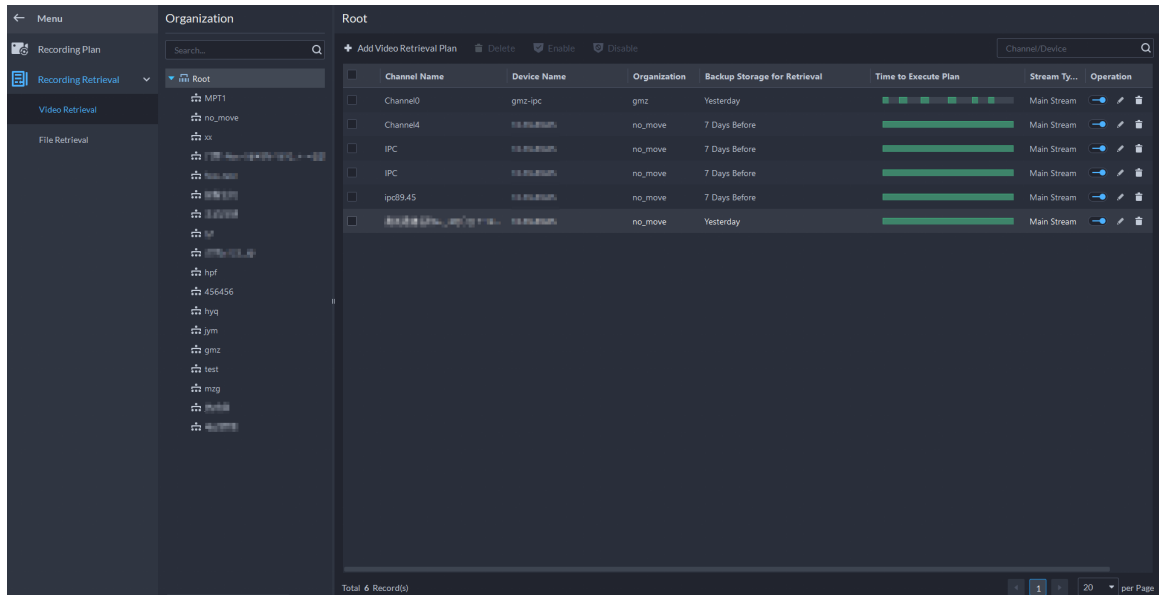 Menu
Recording Plan
Recording Retrieval
Video Retrieval
File Retrieval
Organization
Search...
Root
MPT1
no_move
xx
hpf
456456
hyq
jym
gmz
test
mzg
Root
Add Video Retrieval Plan Delete Enable Disable Channel/Device
Channel Name Device Name Organization Backup Storage for Retrieval Time to Execute Plan Stream Ty... Operation
Channel0 gmz-ipc gmz Yesterday Main Stream
Channel4 no_move 7 Days Before Main Stream
IPC no_move 7 Days Before Main Stream
IPC no_move 7 Days Before Main Stream
ipc89.45 no_move 7 Days Before Main Stream
no_move Yesterday Main Stream
Total 6 Record(s) 1 20 per Page